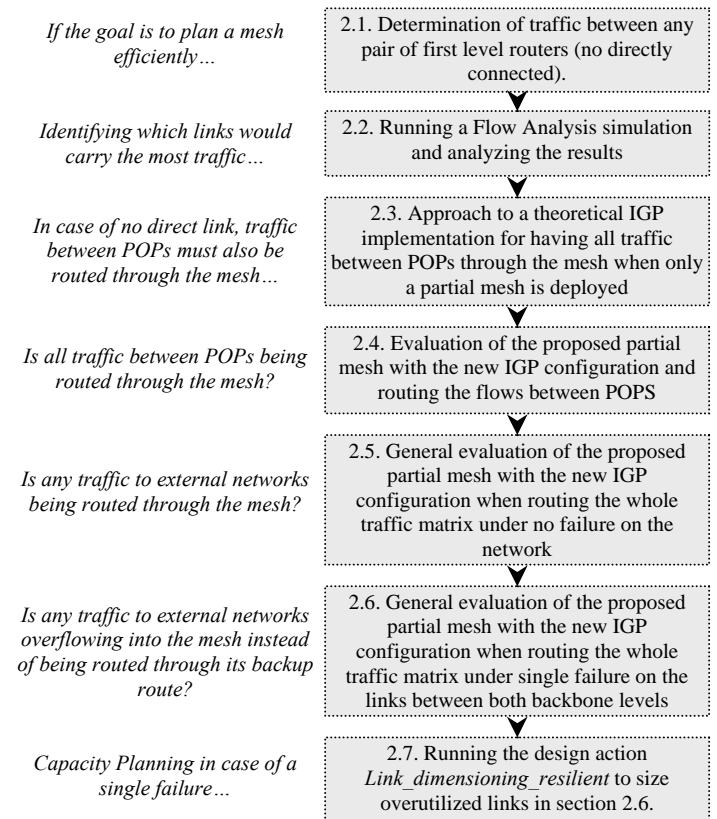 If the goal is to plan a mesh
efficiently…
2.1. Determination of traffic between any
pair of first level routers (no directly
connected).
Identifying which links would
carry the most traffic…
2.2. Running a Flow Analysis simulation
and analyzing the results
In case of no direct link, traffic
between POPs must also be
routed through the mesh…
2.3. Approach to a theoretical IGP
implementation for having all traffic
between POPs through the mesh when only
a partial mesh is deployed
Is all traffic between POPs being
routed through the mesh?
2.4. Evaluation of the proposed partial
mesh with the new IGP configuration and
routing the flows between POPS
Is any traffic to external networks
being routed through the mesh?
2.5. General evaluation of the proposed
partial mesh with the new IGP
configuration when routing the whole
traffic matrix under no failure on the
network
Is any traffic to external networks
overflowing into the mesh instead
of being routed through its backup
route?
2.6. General evaluation of the proposed
partial mesh with the new IGP
configuration when routing the whole
traffic matrix under single failure on the
links between both backbone levels
Capacity Planning in case of a
single failure…
2.7. Running the design action
Link_dimensioning_resilient to size
overutilized links in section 2.6.